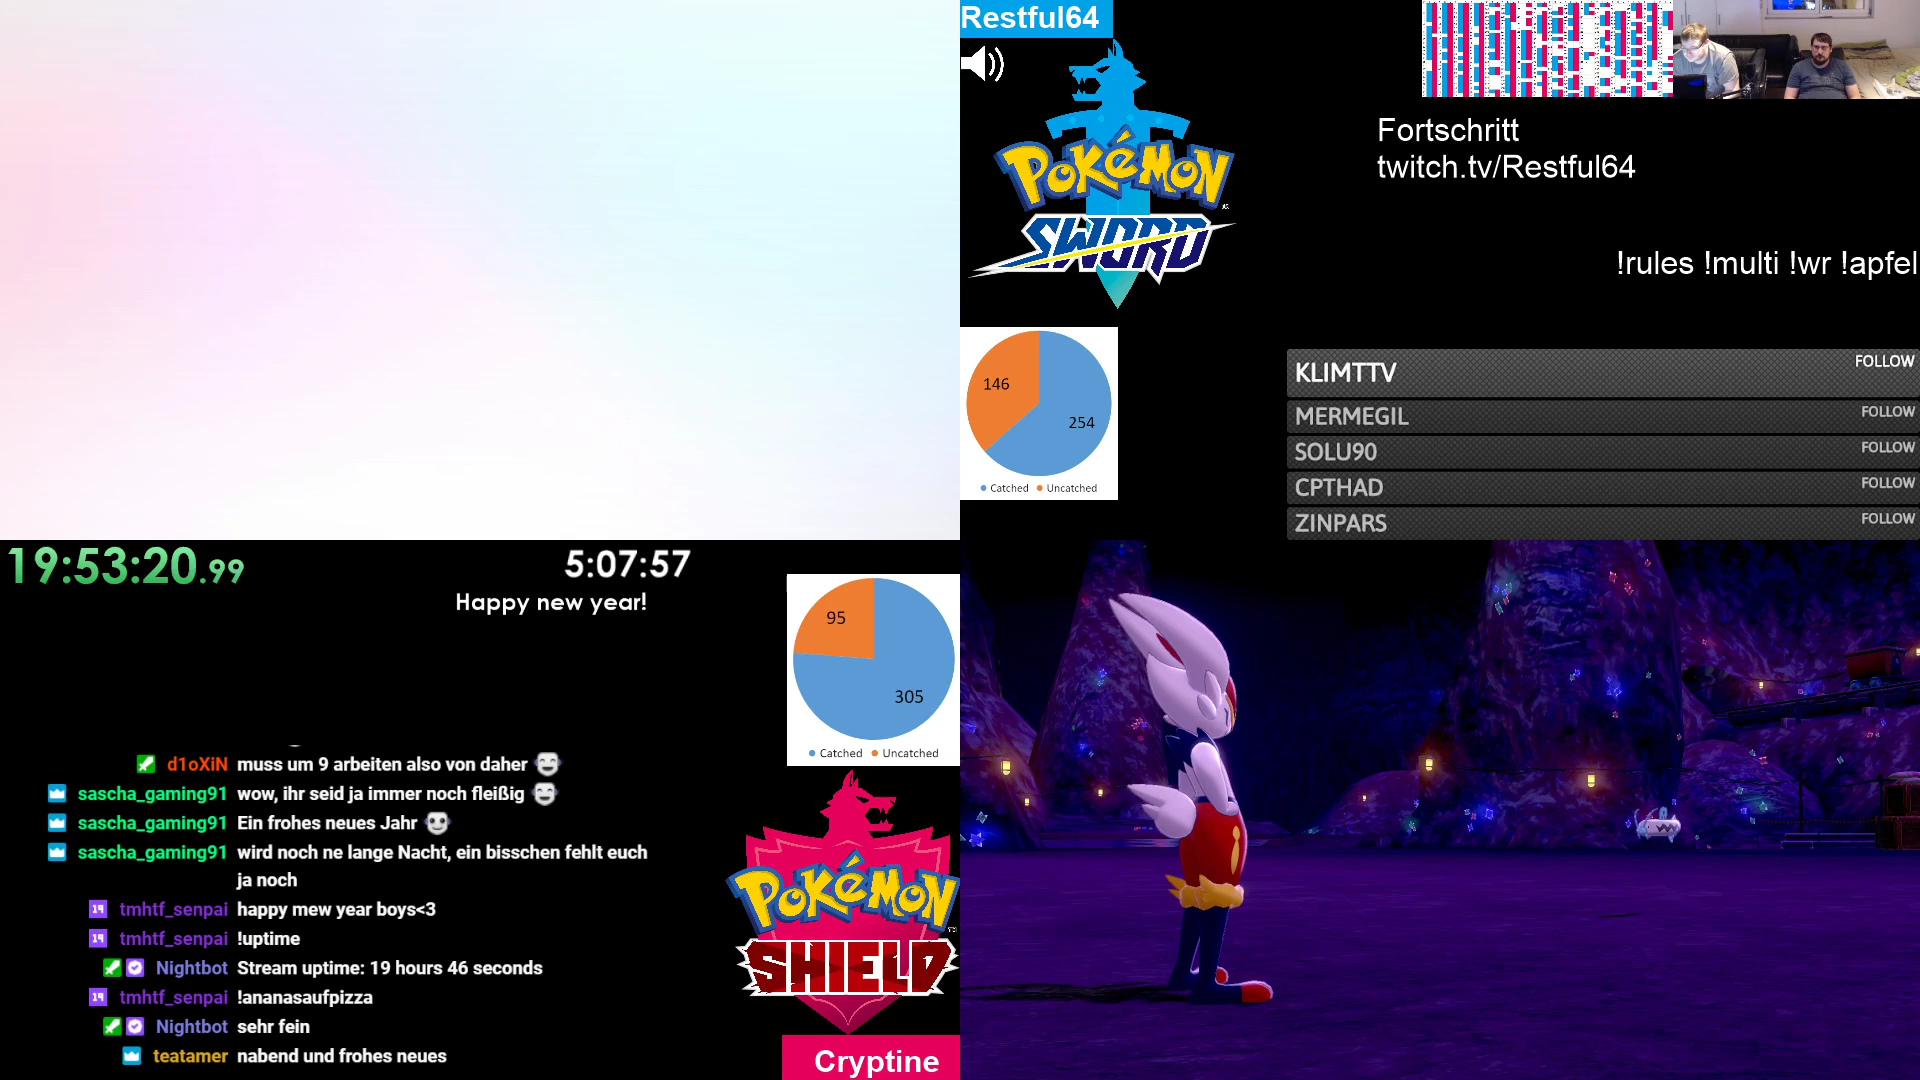 Restful64
POKÉMON
SWORD
Fortschritt
twitch.tv/Restful64
!rules !multi !wr !apfel
146
254
Catched Uncatched
KLIMTTV FOLLOW
MERMEGIL FOLLOW
SOLU90 FOLLOW
CPTHAD FOLLOW
ZINPARS FOLLOW
19:53:20.99
5:07:57
Happy new year!
95
305
Catched Uncatched
d1oXiN muss um 9 arbeiten also von daher
sascha_gaming91 wow, ihr seid ja immer noch fleißig
sascha_gaming91 Ein frohes neues Jahr
sascha_gaming91 wird noch ne lange Nacht, ein bisschen fehlt euch
ja noch
19 tmhtf_senpai happy mew year boys<3
19 tmhtf_senpai !uptime
Nightbot Stream uptime: 19 hours 46 seconds
19 tmhtf_senpai !ananasaufpizza
Nightbot sehr fein
teatamer nabend und frohes neues
POKÉMON
SHIELD
Cryptine